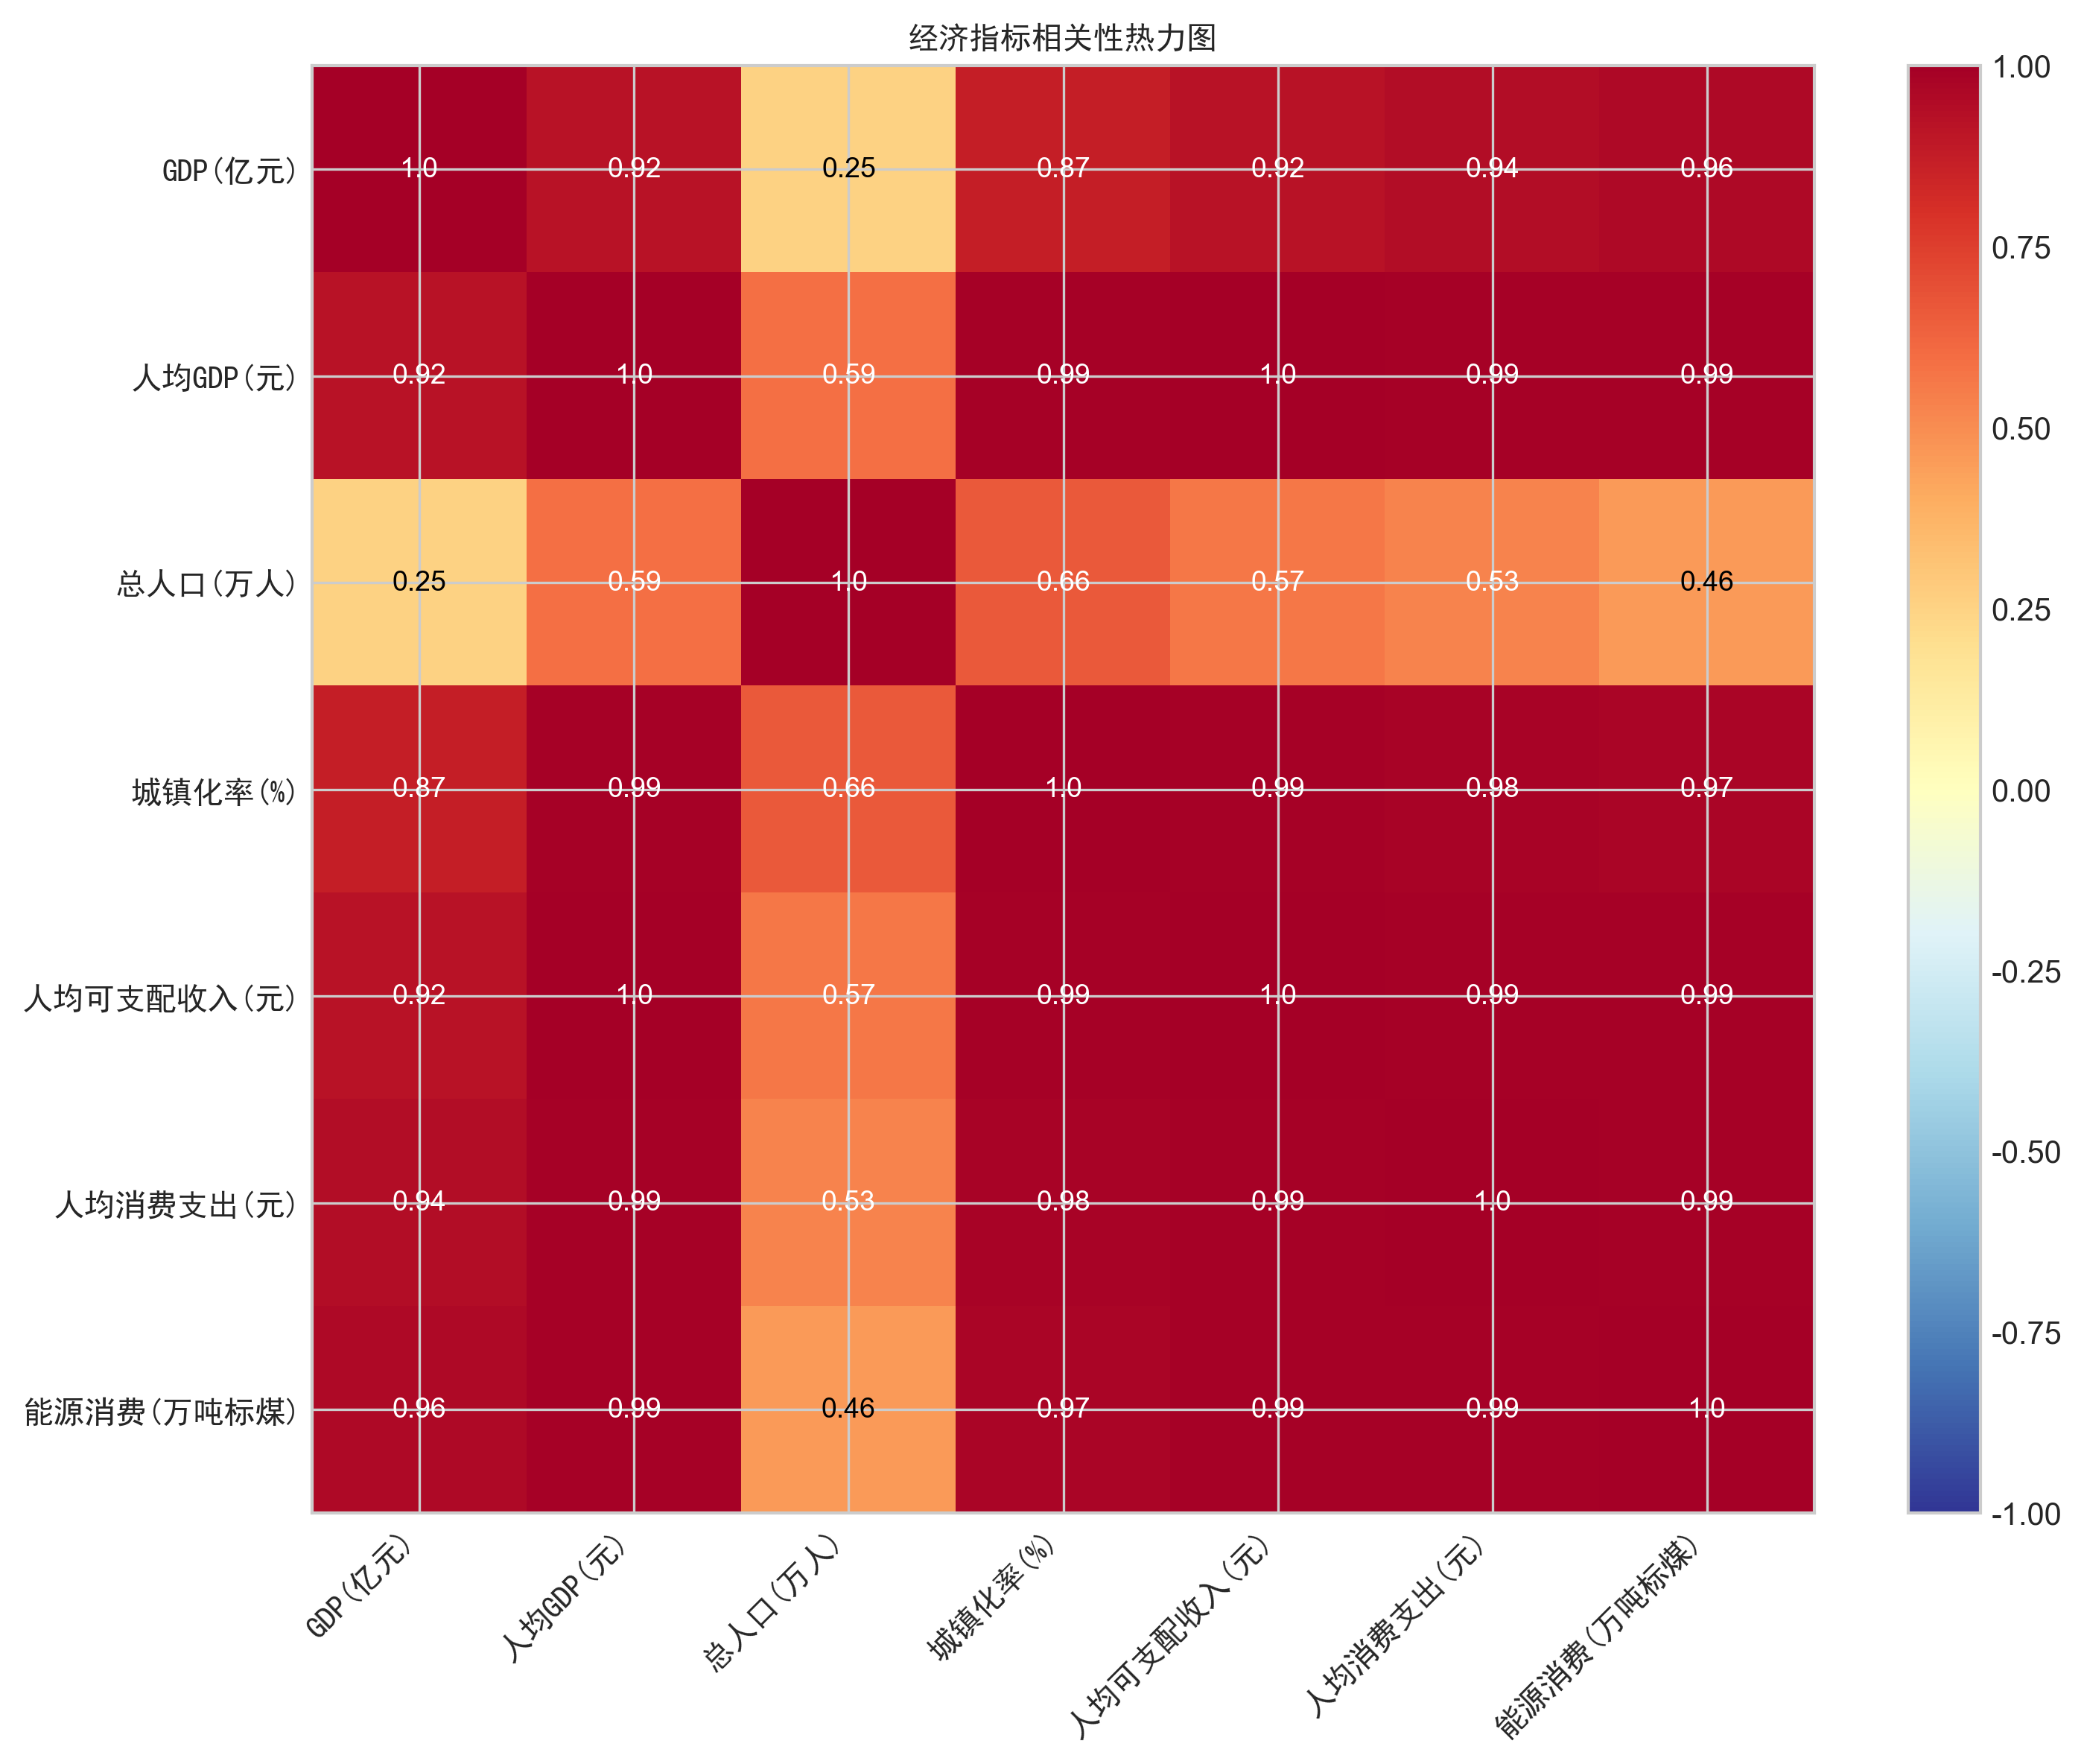 经济指标相关性热力图
1.00
GDP(亿元) 1.0 0.92 0.25 0.87 0.92 0.94 0.96
0.75
人均GDP(元) 0.92 1.0 0.59 0.99 1.0 0.99 0.99
0.50
总人口(万人) 0.25 0.59 1.0 0.66 0.57 0.53 0.46
0.25
城镇化率(%) 0.87 0.99 0.66 1.0 0.99 0.98 0.97
0.00
-0.25
人均可支配收入(元) 0.92 1.0 0.57 0.99 1.0 0.99 0.99
-0.50
人均消费支出(元) 0.94 0.99 0.53 0.98 0.99 1.0 0.99
-0.75
能源消费(万吨标煤) 0.96 0.99 0.46 0.97 0.99 0.99 1.0
-1.00
GDP(亿元)
人均GDP(元)
总人口(万人)
城镇化率(%)
人均可支配收入(元)
人均消费支出(元)
能源消费(万吨标煤)